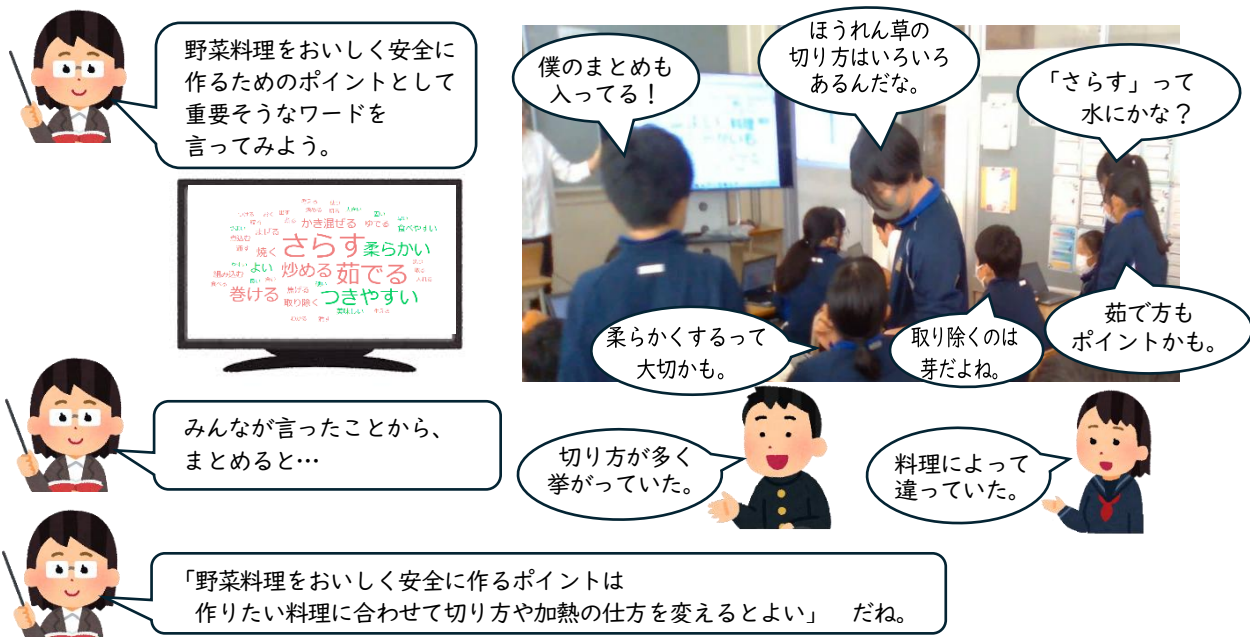 野菜料理をおいしく安全に
作るためのポイントとして
重要そうなワードを
言ってみよう。
僕のまとめも
入ってる！
ほうれん草の
切り方はいろいろ
あるんだな。
「さらす」って
水にかな？
かき混ぜる ゆでる
食べやすい
焼く さらす 柔らかい
よい 炒める 茹でる
巻ける つきやすい
取り除く
美味しい
柔らかくするって
大切かも。
取り除くのは
芽だよね。
茹で方も
ポイントかも。
みんなが言ったことから、
まとめると…
切り方が多く
挙がっていた。
料理によって
違っていた。
「野菜料理をおいしく安全に作るポイントは
作りたい料理に合わせて切り方や加熱の仕方を変えるとよい」　だね。